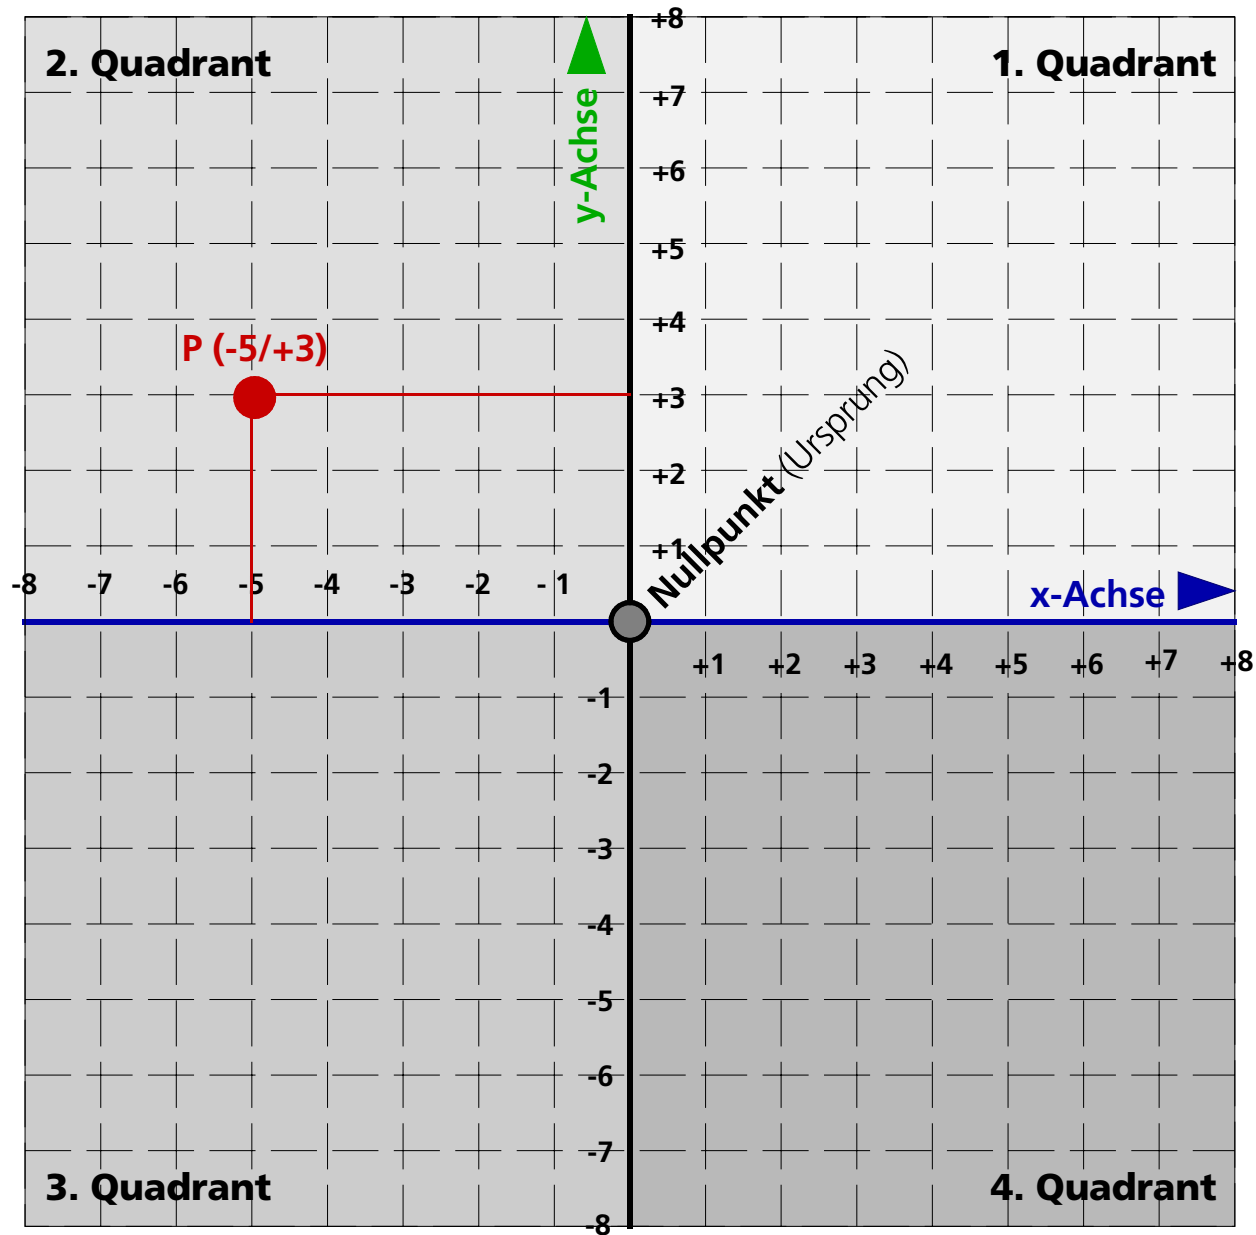 +8
2. Quadrant
1. Quadrant
y-Achse
+7
+6
+5
+4
P (-5/+3)
+3
+2
+1
Nullpunkt (Ursprung)
-8 -7 -6 -5 -4 -3 -2 - 1
x-Achse
+1 +2 +3 +4 +5 +6 +7 +8
-1
-2
-3
-4
-5
-6
-7
3. Quadrant
4. Quadrant
-8